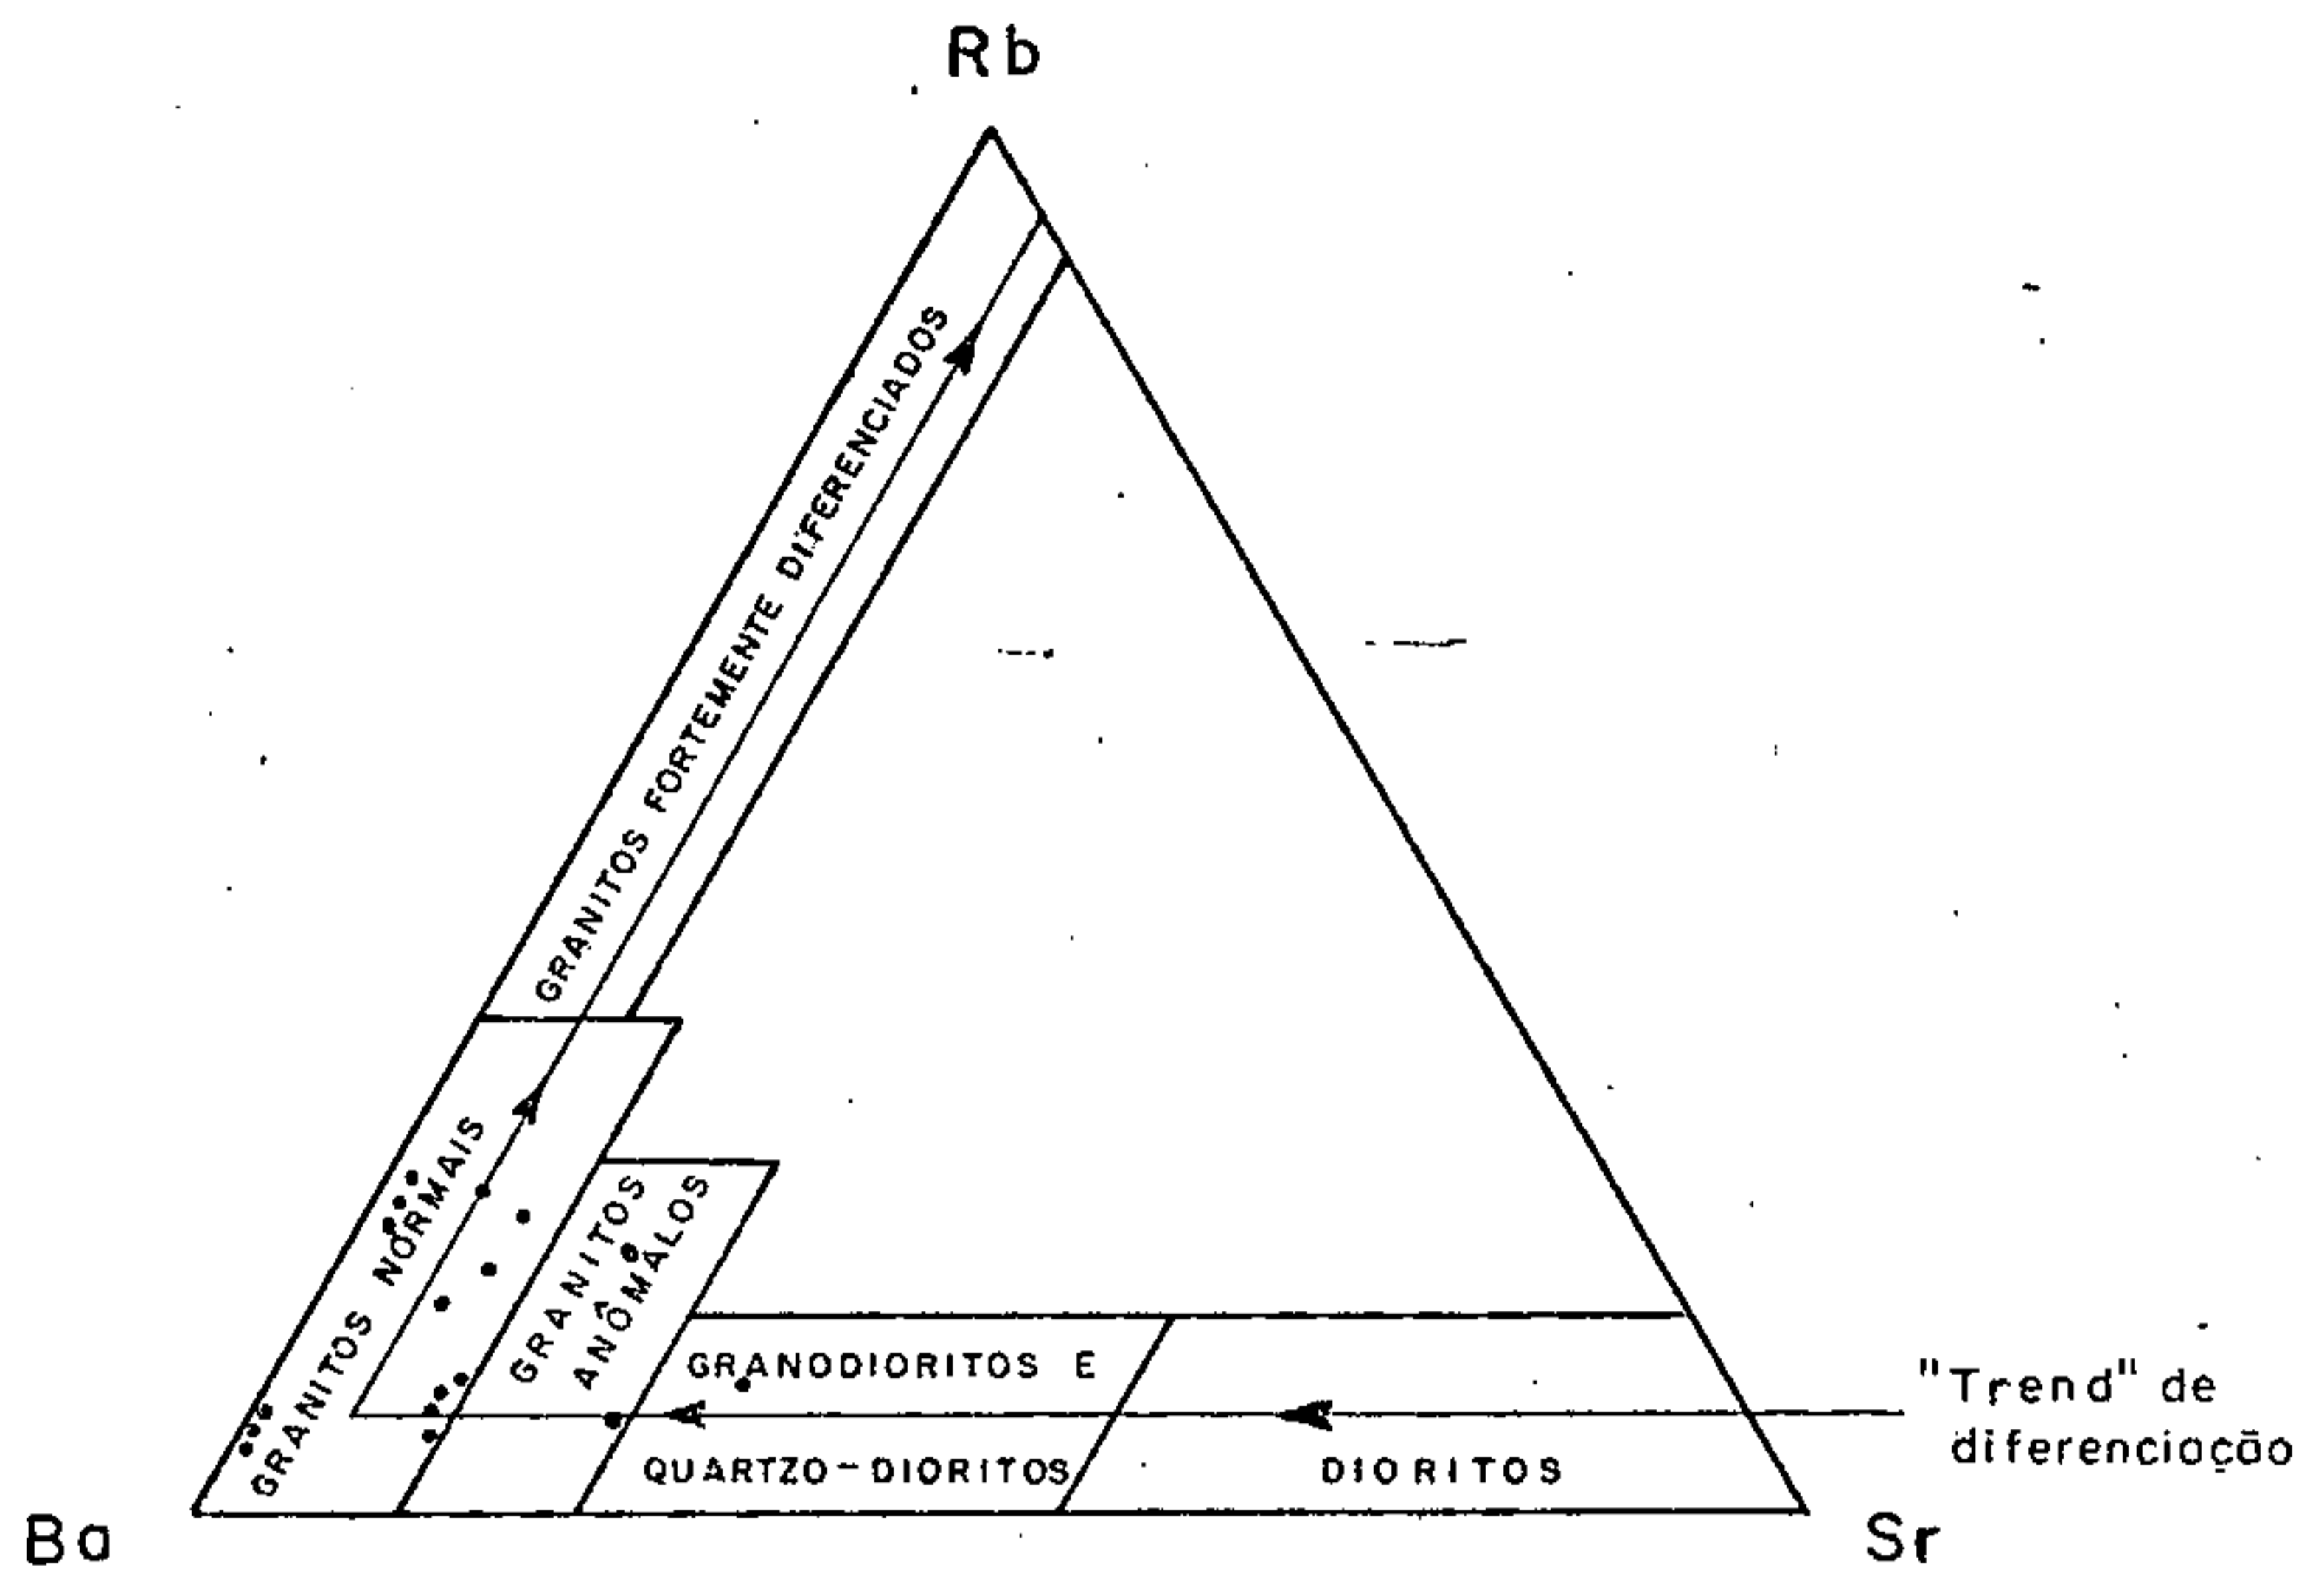 Rb
GRANITOS FORTEMENTE DIFERENCIADOS
GRANITOS NORMAIS
GRANITOS
ANÔMALOS
GRANODIORITOS E
QUARTZO-DIORITOS
DIORITOS
"Trend" de
diferenciação
Ba
Sr